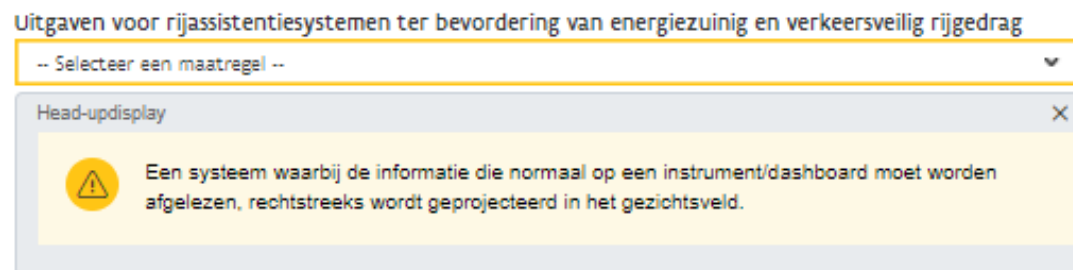 Uitgaven voor rijassistentiesystemen ter bevordering van energiezuinig en verkeersveilig rijgedrag
-- Selecteer een maatregel --
Head-updisplay
Een systeem waarbij de informatie die normaal op een instrument/dashboard moet worden
afgelezen, rechtstreeks wordt geprojecteerd in het gezichtsveld.